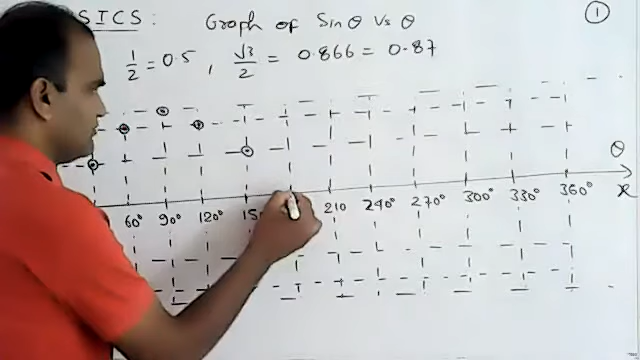 SICS : Graph of Sinθ Vs θ 1
1/2 = 0.5 , √3/2 = 0.866 = 0.87
θ
x
60° 90° 120° 150 210 240° 270° 300° 330° 360°